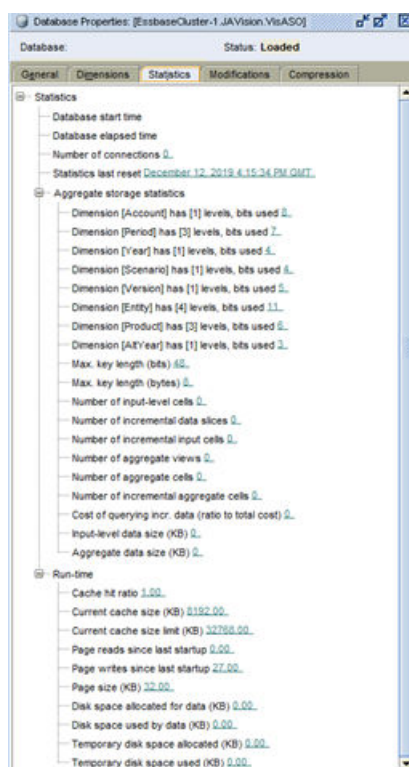 Database Properties: [EssbaseCluster-1.JAVision.VisASO]
Database: Status: Loaded
General Dimensions Statistics Modifications Compression
Statistics
Database start time
Database elapsed time
Number of connections 0
Statistics last reset December 12, 2019 4:15:34 PM GMT
Aggregate storage statistics
Dimension [Account] has [1] levels, bits used 8
Dimension [Period] has [3] levels, bits used 7
Dimension [Year] has [1] levels, bits used 4
Dimension [Scenario] has [1] levels, bits used 4
Dimension [Version] has [1] levels, bits used 5
Dimension [Entity] has [4] levels, bits used 11
Dimension [Product] has [3] levels, bits used 6
Dimension [AltYear] has [1] levels, bits used 3
Max. key length (bits) 48
Max. key length (bytes) 8
Number of input-level cells 0
Number of incremental data slices 0
Number of incremental input cells 0
Number of aggregate views 0
Number of aggregate cells 0
Number of incremental aggregate cells 0
Cost of querying incr. data (ratio to total cost) 0
Input-level data size (KB) 0
Aggregate data size (KB) 0
Run-time
Cache hit ratio 1.00
Current cache size (KB) 8192.00
Current cache size limit (KB) 32768.00
Page reads since last startup 0.00
Page writes since last startup 27.00
Page size (KB) 32.00
Disk space allocated for data (KB) 0.00
Disk space used by data (KB) 0.00
Temporary disk space allocated (KB) 0.00
Temporary disk space used (KB) 0.00